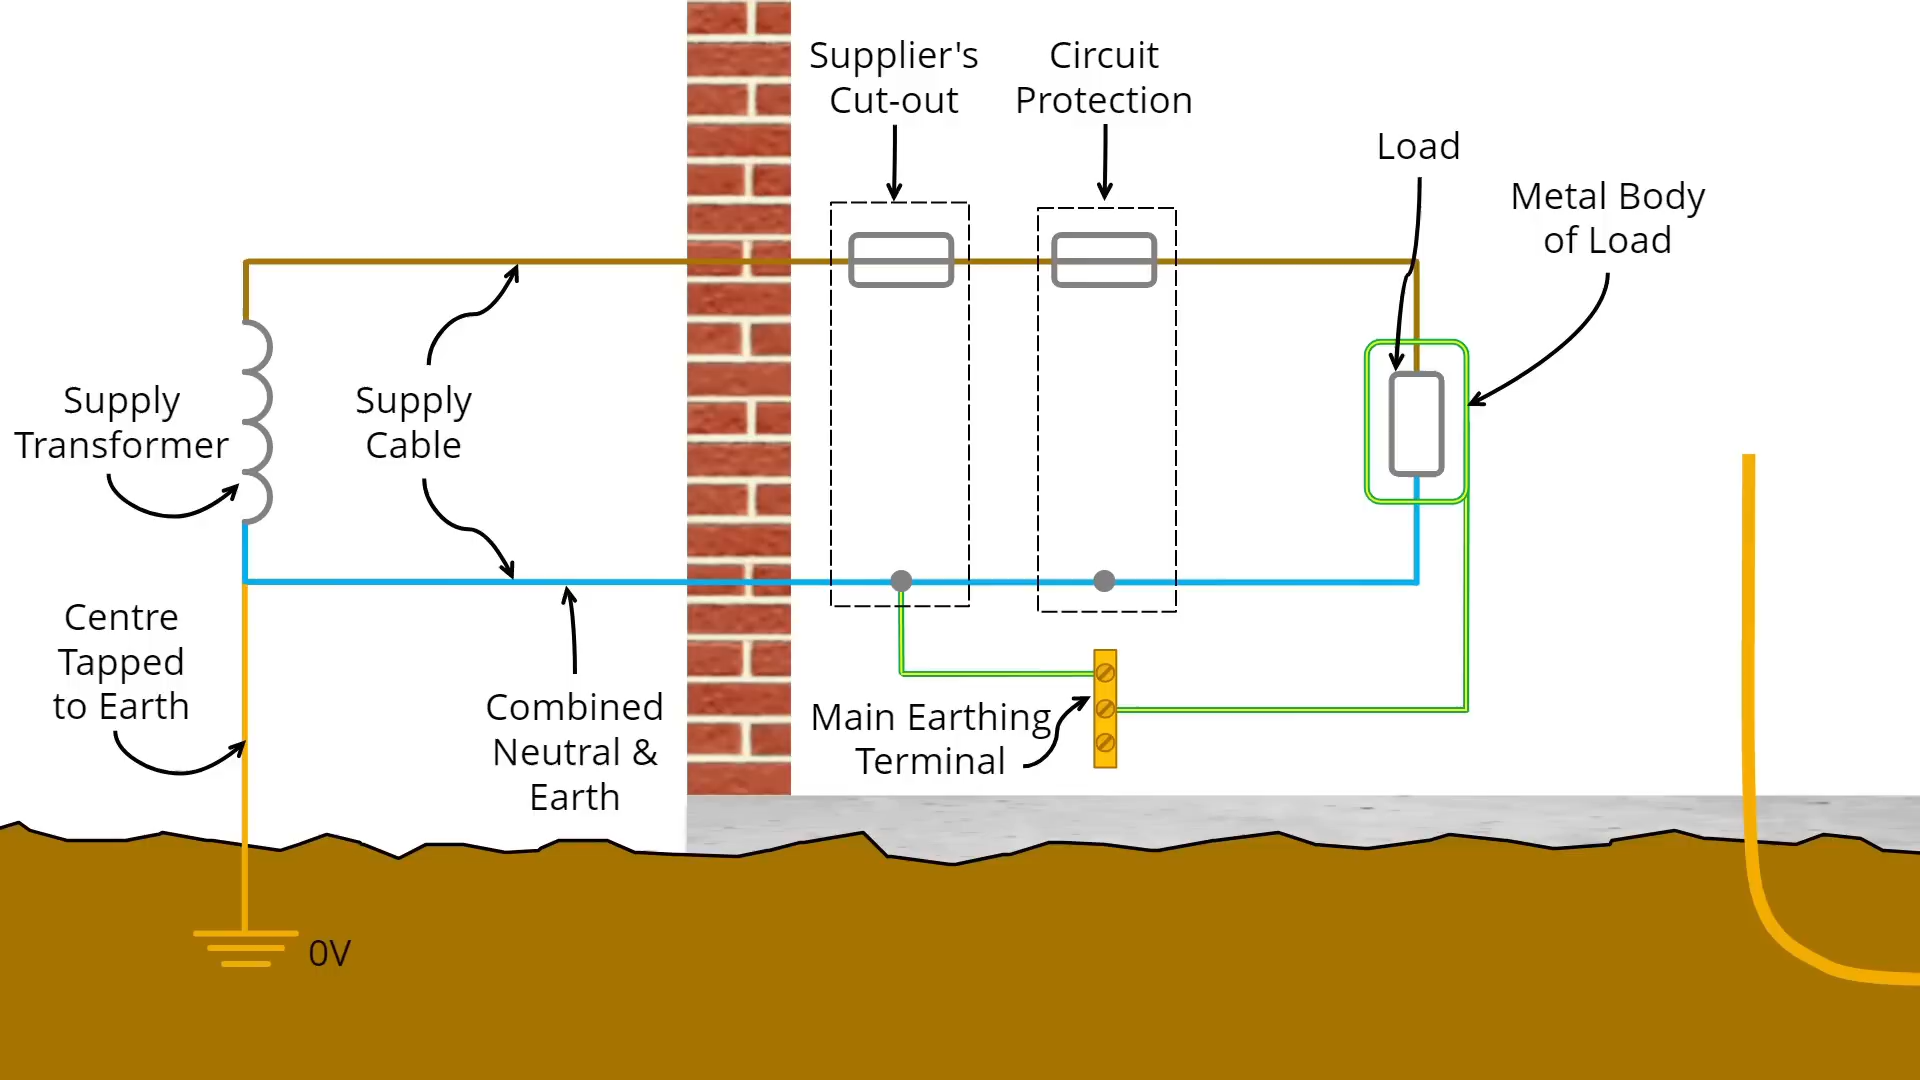 Supplier's
Cut-out
Circuit
Protection
Load
Metal Body
of Load
Supply
Transformer
Supply
Cable
Centre
Tapped
to Earth
Combined
Neutral &
Earth
Main Earthing
Terminal
0V